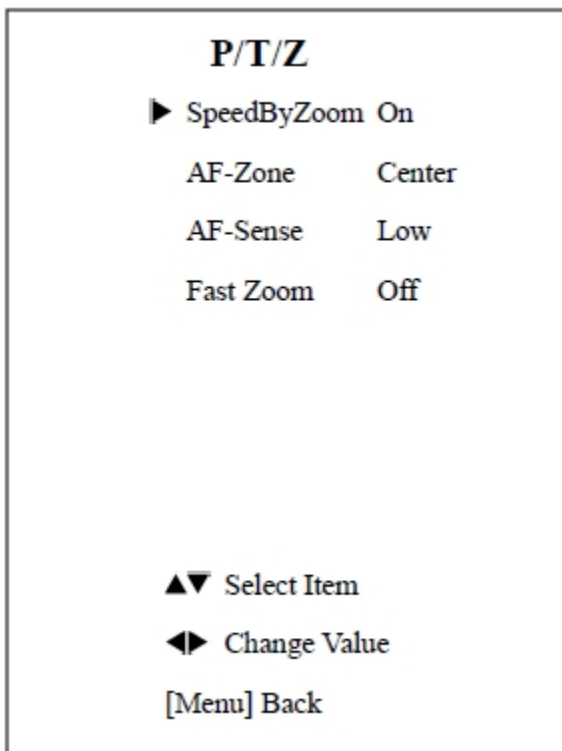 P/T/Z
▶ SpeedByZoom On
AF-Zone Center
AF-Sense Low
Fast Zoom Off
▲▼ Select Item
◀▶ Change Value
[Menu] Back